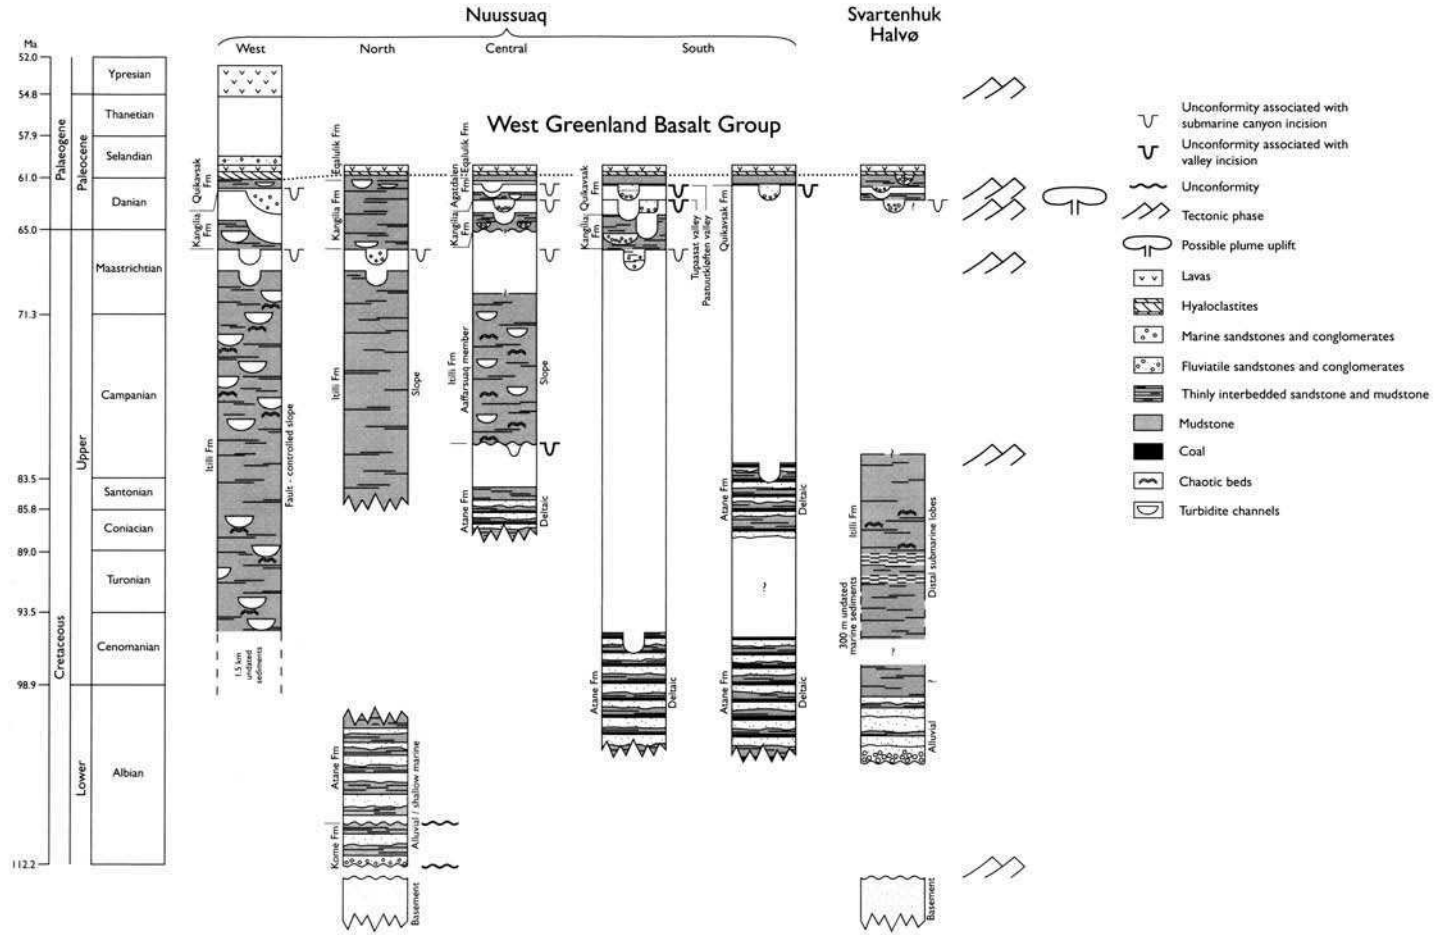 Nuussuaq
Svartenhuk
Halvø
West
North
Central
South
Ma
52.0
54.8
57.9
61.0
65.0
71.3
83.5
85.8
89.0
93.5
98.9
112.2
Palaeogene
Cretaceous
Paleocene
Upper
Lower
Ypresian
Thanetian
Selandian
Danian
Maastrichtian
Campanian
Santonian
Coniacian
Turonian
Cenomanian
Albian
West Greenland Basalt Group
Quikavsak
Fm
Kangilia
Fm
Itilli Fm
Fault - controlled slope
1.5 km
undated
sediments
Eqalulik Fm
Kangilia Fm
Itilli Fm
Slope
Atane Fm
Kome Fm
Alluvial / shallow marine
Basement
Eqalulik Fm
Agatdalen
Fm
Kangilia
Fm
Itilli Fm
Aaffarsuaq member
Slope
Atane Fm
Deltaic
Quikavsak
Fm
Kangilia
Fm
Tupaasat valley
Paatuutkløften valley
Atane Fm
Deltaic
Quikavsak Fm
Atane Fm
Deltaic
?
Atane Fm
Deltaic
Itilli Fm
Distal submarine lobes
300 m undated
marine sediments
?
Alluvial
Basement
Unconformity associated with
submarine canyon incision
Unconformity associated with
valley incision
Unconformity
Tectonic phase
Possible plume uplift
Lavas
Hyaloclastites
Marine sandstones and conglomerates
Fluviatile sandstones and conglomerates
Thinly interbedded sandstone and mudstone
Mudstone
Coal
Chaotic beds
Turbidite channels